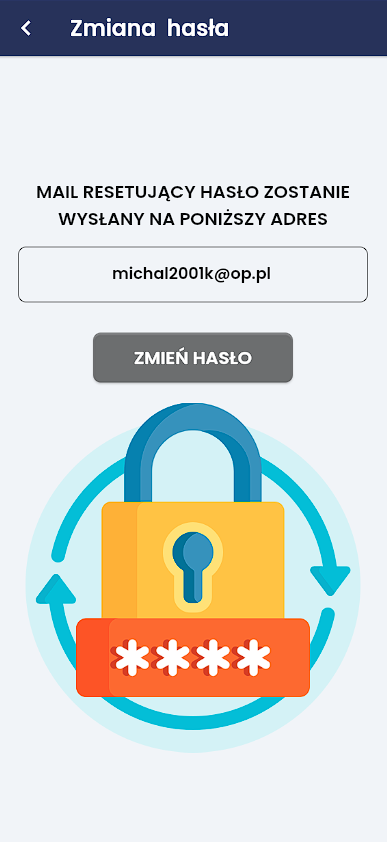 Zmiana hasła
MAIL RESETUJĄCY HASŁO ZOSTANIE
WYSŁANY NA PONIŻSZY ADRES
michal2001k@op.pl
ZMIEŃ HASŁO
****